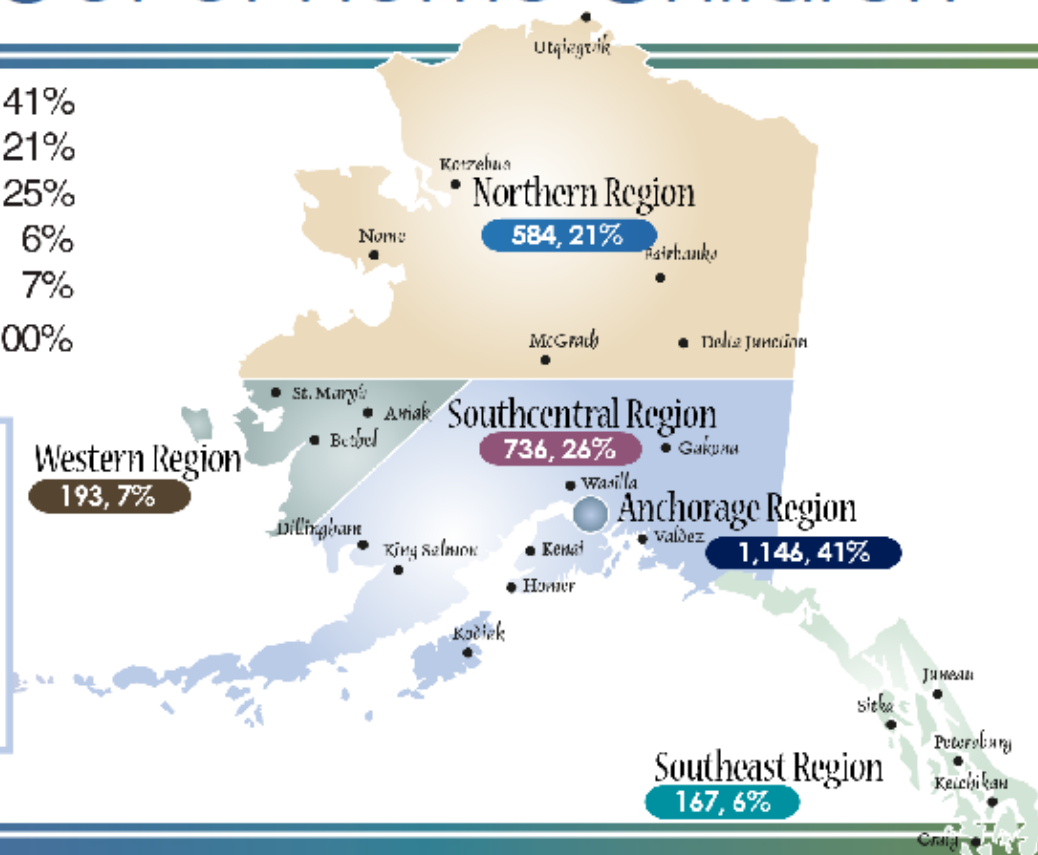 41%
21%
25%
6%
7%
00%
Utqiagvik
Kotzebue
Northern Region
584, 21%
Nome
Fairbanks
McGrath
Delta Junction
St. Mary's
Aniak
Bethel
Southcentral Region
736, 26%
Gakona
Western Region
193, 7%
Wasilla
Anchorage Region
1,146, 41%
Dillingham
King Salmon
Kenai
Valdez
Homer
Kodiak
Juneau
Sitka
Petersburg
Ketchikan
Southeast Region
167, 6%
Craig